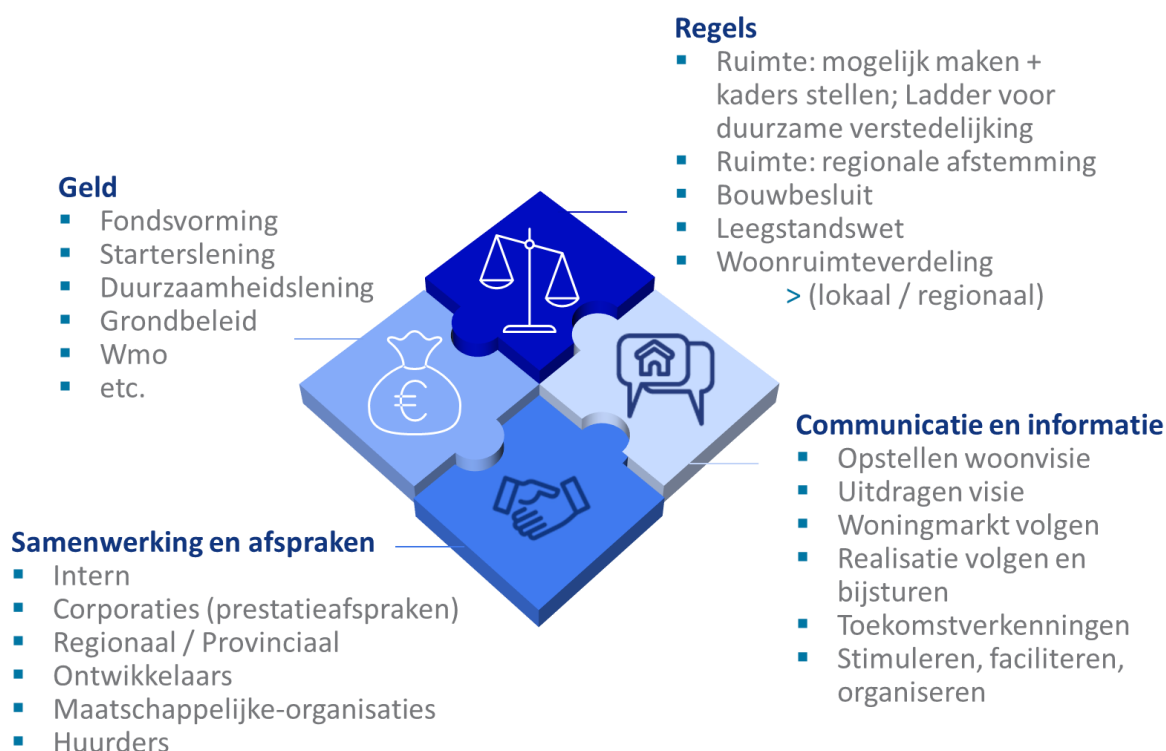 Regels
▪ Ruimte: mogelijk maken +
kaders stellen; Ladder voor
duurzame verstedelijking
▪ Ruimte: regionale afstemming
▪ Bouwbesluit
▪ Leegstandswet
▪ Woonruimteverdeling
> (lokaal / regionaal)
Geld
▪ Fondsvorming
▪ Starterslening
▪ Duurzaamheidslening
▪ Grondbeleid
▪ Wmo
▪ etc.
€
Communicatie en informatie
▪ Opstellen woonvisie
▪ Uitdragen visie
▪ Woningmarkt volgen
▪ Realisatie volgen en
bijsturen
▪ Toekomstverkenningen
▪ Stimuleren, faciliteren,
organiseren
Samenwerking en afspraken
▪ Intern
▪ Corporaties (prestatieafspraken)
▪ Regionaal / Provinciaal
▪ Ontwikkelaars
▪ Maatschappelijke-organisaties
▪ Huurders